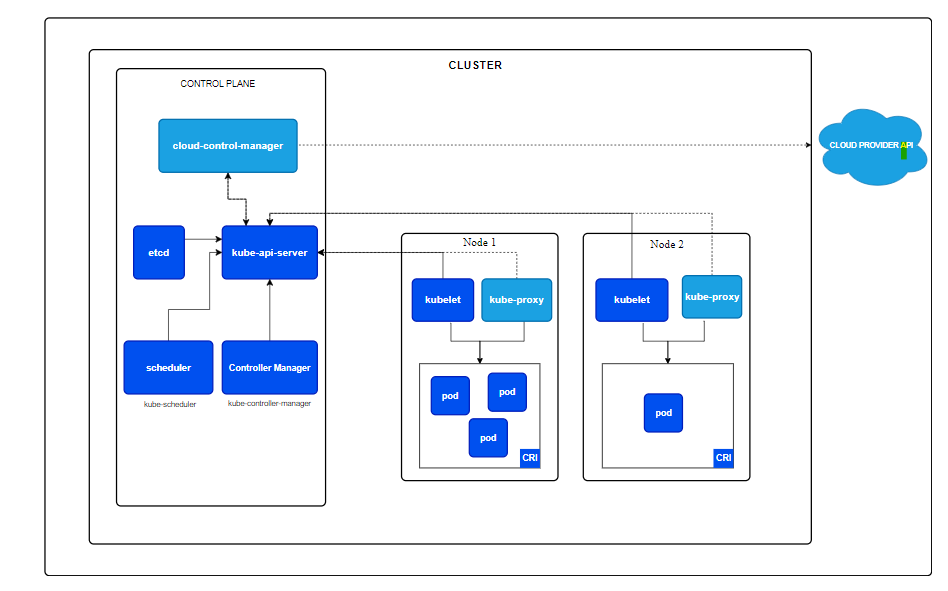 CLUSTER
CONTROL PLANE
cloud-control-manager
CLOUD PROVIDER API
etcd
kube-api-server
Node 1
Node 2
kubelet
kube-proxy
kubelet
kube-proxy
scheduler
Controller Manager
kube-scheduler
kube-controller-manager
pod
pod
pod
CRI
pod
CRI